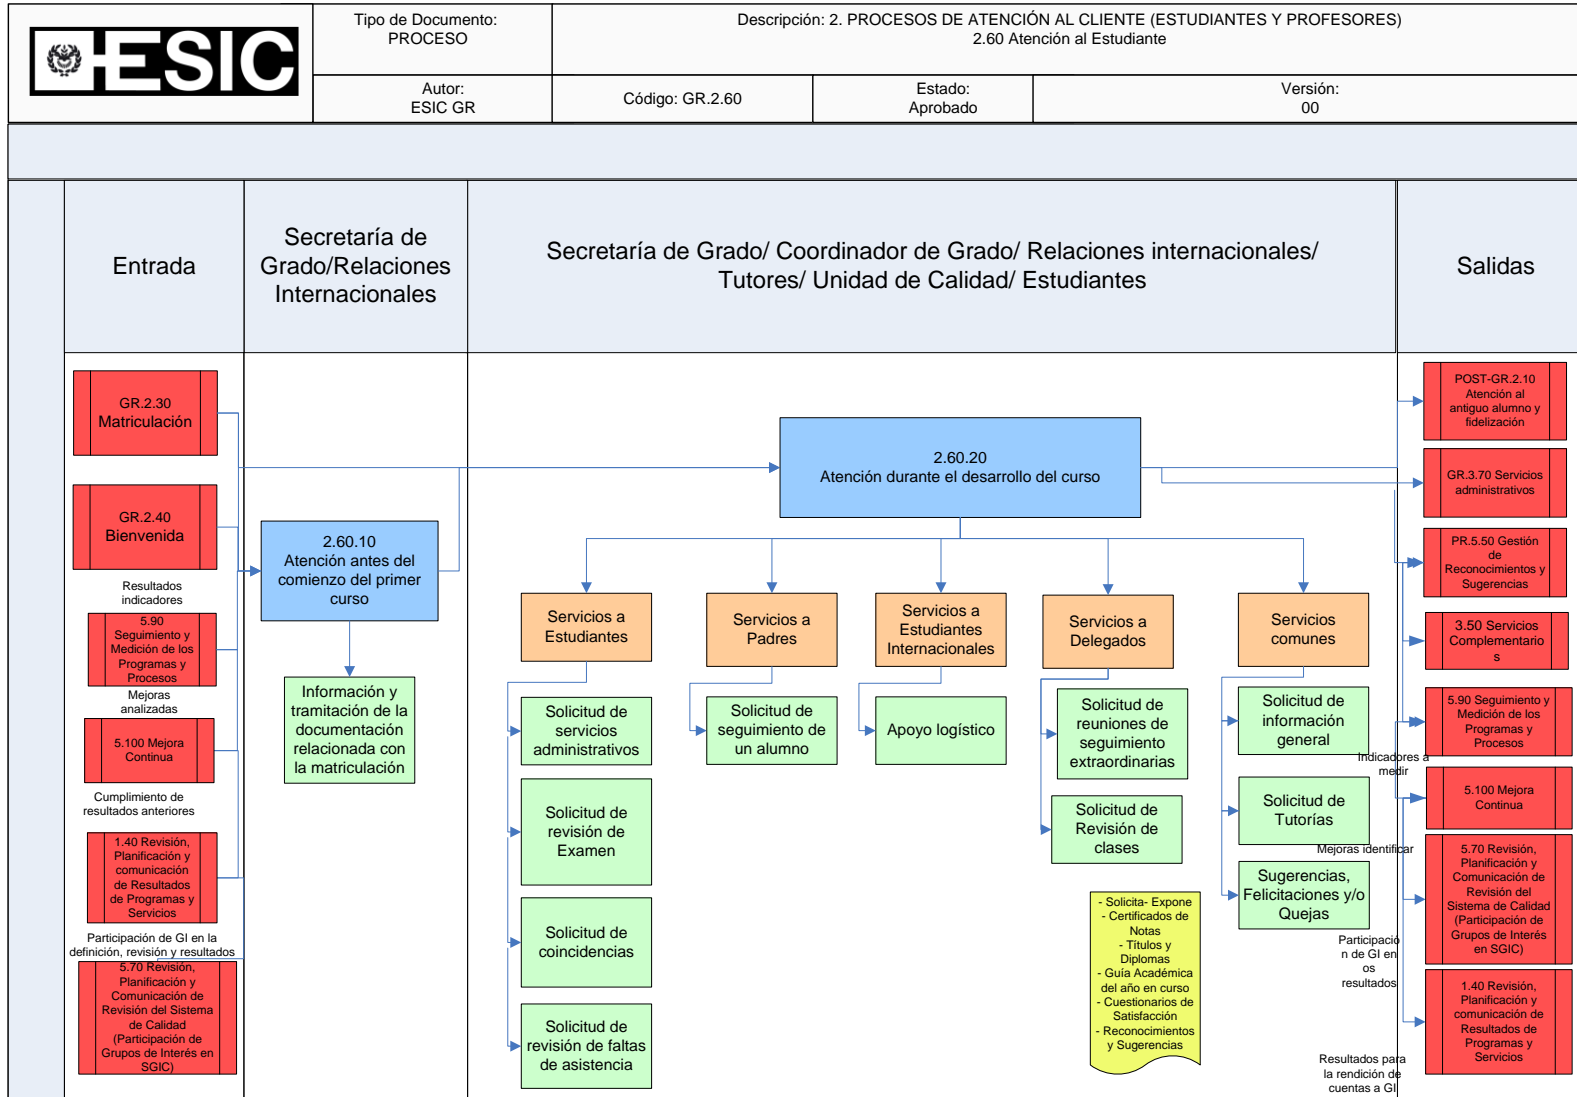 ESIC
Tipo de Documento:
PROCESO
Descripción: 2. PROCESOS DE ATENCIÓN AL CLIENTE (ESTUDIANTES Y PROFESORES)
2.60 Atención al Estudiante
Autor:
ESIC GR
Código: GR.2.60
Estado:
Aprobado
Versión:
00
Entrada
Secretaría de
Grado/Relaciones
Internacionales
Secretaría de Grado/ Coordinador de Grado/ Relaciones internacionales/
Tutores/ Unidad de Calidad/ Estudiantes
Salidas
GR.2.30
Matriculación
GR.2.40
Bienvenida
Resultados
indicadores
5.90
Seguimiento y
Medición de los
Programas y
Procesos
Mejoras
analizadas
5.100 Mejora
Continua
Cumplimiento de
resultados anteriores
1.40 Revisión,
Planificación y
comunicación
de Resultados
de Programas y
Servicios
Participación de GI en la
definición, revisión y resultados
5.70 Revisión,
Planificación y
Comunicación de
Revisión del Sistema
de Calidad
(Participación de
Grupos de Interés en
SGIC)
2.60.10
Atención antes del
comienzo del primer
curso
Información y
tramitación de la
documentación
relacionada con
la matriculación
2.60.20
Atención durante el desarrollo del curso
Servicios a
Estudiantes
Solicitud de
servicios
administrativos
Solicitud de
revisión de
Examen
Solicitud de
coincidencias
Solicitud de
revisión de faltas
de asistencia
Servicios a
Padres
Solicitud de
seguimiento de
un alumno
Servicios a
Estudiantes
Internacionales
Apoyo logístico
Servicios a
Delegados
Solicitud de
reuniones de
seguimiento
extraordinarias
Solicitud de
Revisión de
clases
- Solicita- Expone
- Certificados de
Notas
- Títulos y
Diplomas
- Guía Académica
del año en curso
- Cuestionarios de
Satisfacción
- Reconocimientos
y Sugerencias
Servicios
comunes
Solicitud de
información
general
Solicitud de
Tutorías
Sugerencias,
Felicitaciones y/o
Quejas
POST-GR.2.10
Atención al
antiguo alumno y
fidelización
GR.3.70 Servicios
administrativos
PR.5.50 Gestión
de
Reconocimientos y
Sugerencias
3.50 Servicios
Complementario
s
5.90 Seguimiento y
Medición de los
Programas y
Procesos
Indicadores a
medir
5.100 Mejora
Continua
Mejoras identificar
5.70 Revisión,
Planificación y
Comunicación de
Revisión del
Sistema de Calidad
(Participación de
Grupos de Interés
en SGIC)
Participació
n de GI en
os
resultados
1.40 Revisión,
Planificación y
comunicación de
Resultados de
Programas y
Servicios
Resultados para
la rendición de
cuentas a GI